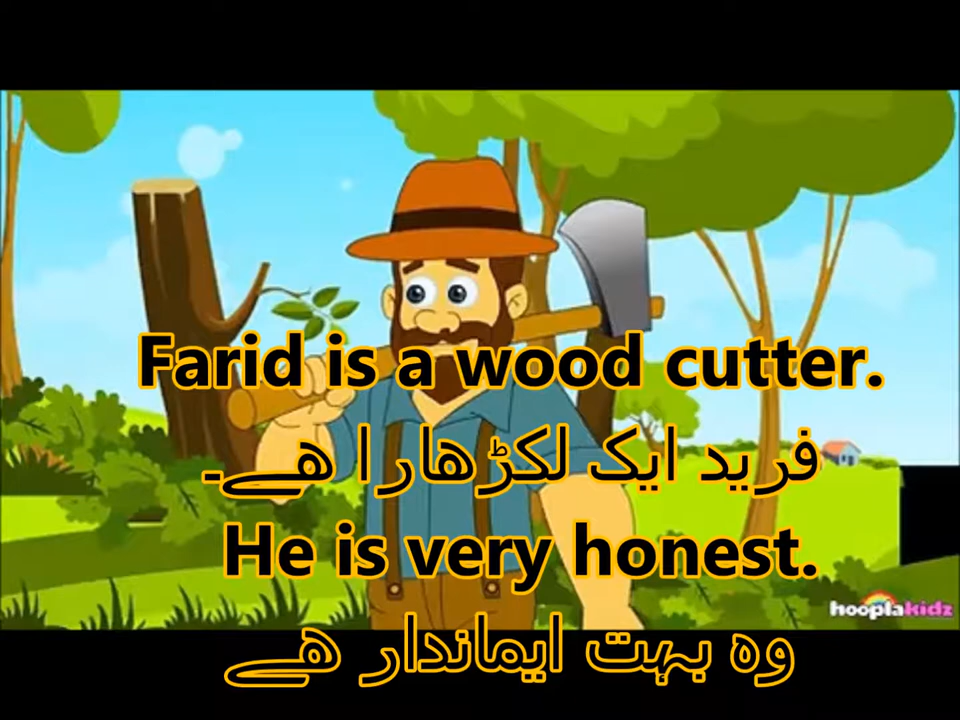 Farid is a wood cutter.
فرید ایک لکڑھارا ھے۔
He is very honest.
وہ بہت ایماندار ھے
hooplakidz